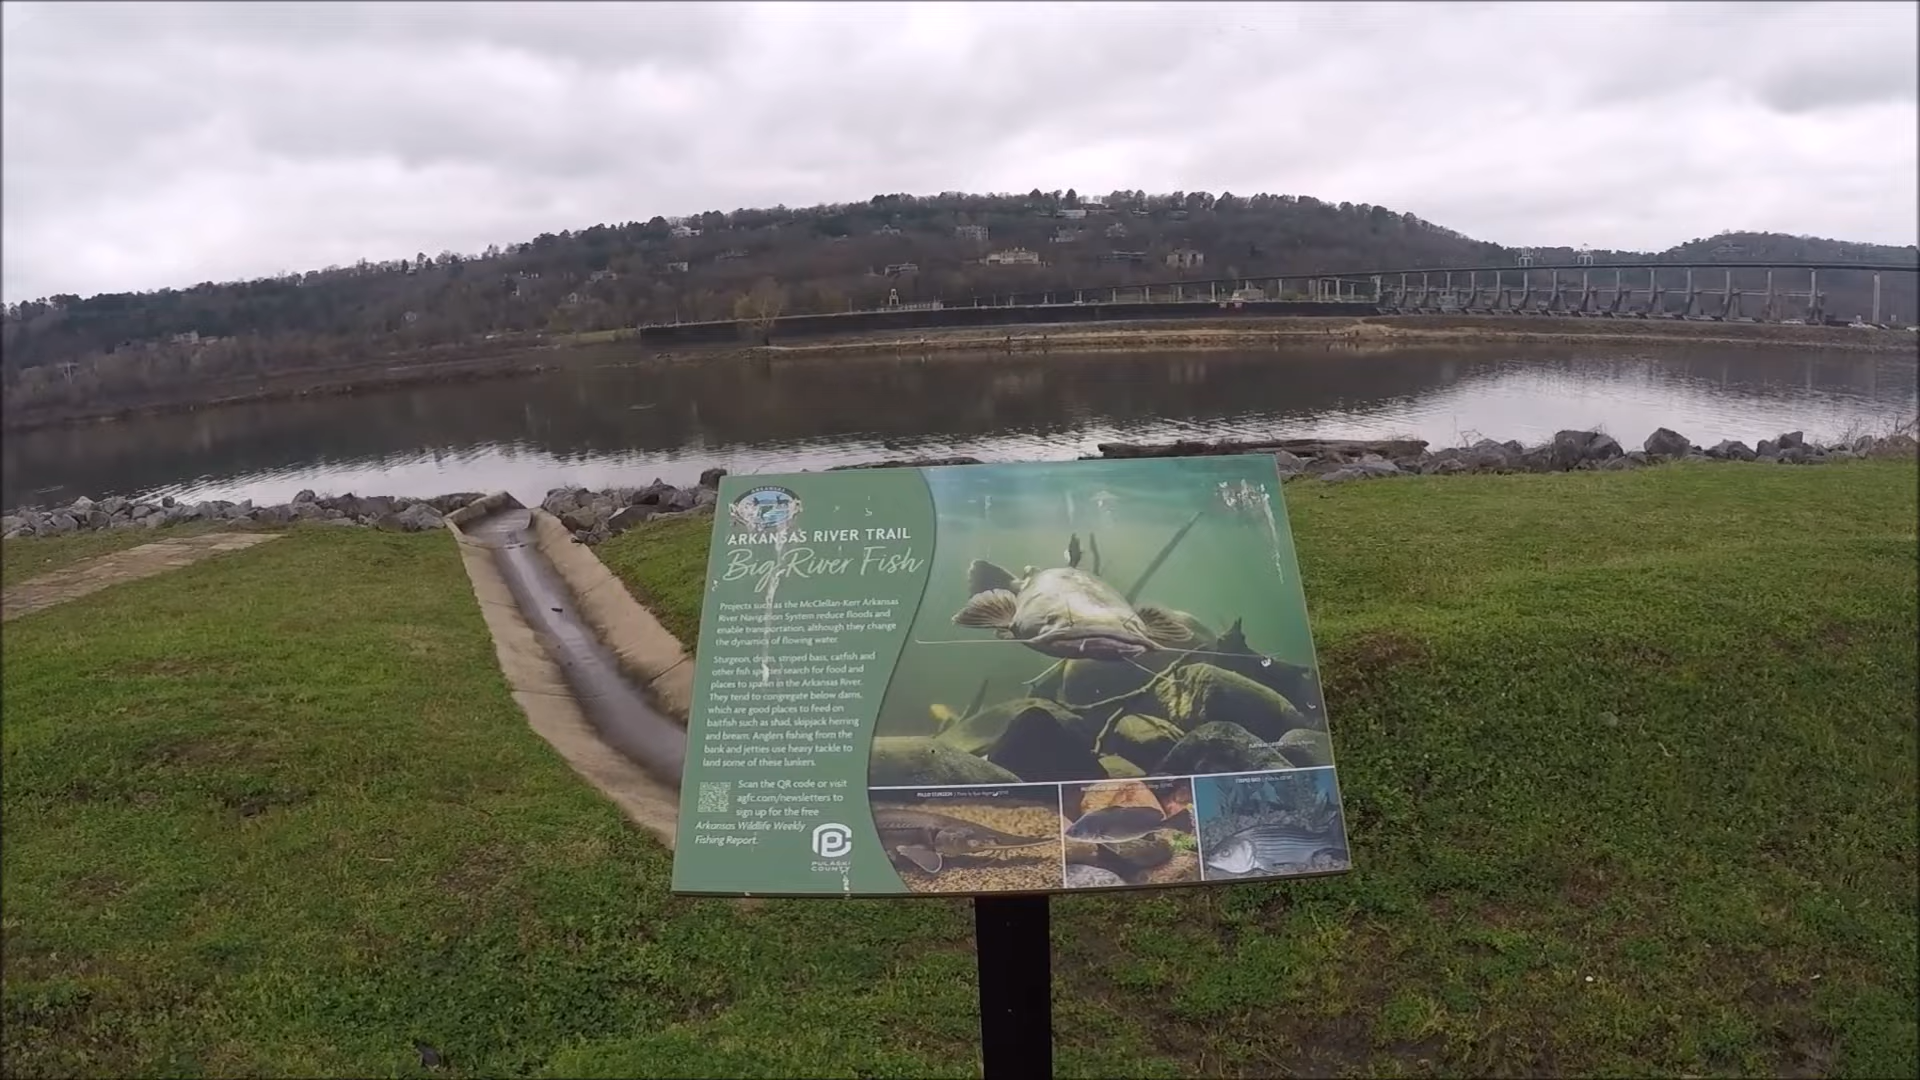 ARKANSAS
ARKANSAS RIVER TRAIL
Big River Fish
Projects such as the McClellan-Kerr Arkansas
River Navigation System reduce floods and
enable transportation, although they change
the dynamics of flowing water.
Sturgeon, drum, striped bass, catfish and
other fish species search for food and
places to spawn in the Arkansas River.
They tend to congregate below dams,
which are good places to feed on
baitfish such as shad, skipjack herring
and bream. Anglers fishing from the
bank and jetties use heavy tackle to
land some of these lunkers.
Scan the QR code or visit
agfc.com/newsletters to
sign up for the free
Arkansas Wildlife Weekly
Fishing Report.
PULASKI
COUNTY
PALLID STURGEON
STRIPED BASS